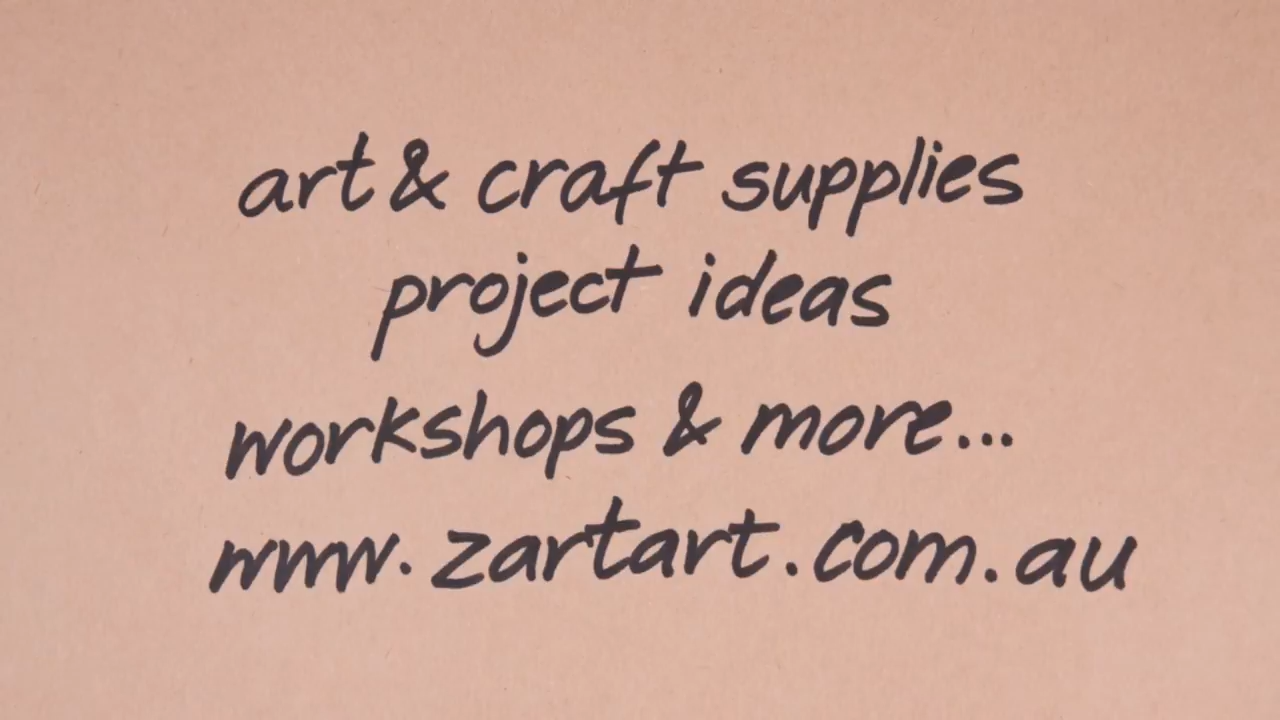 art & craft supplies
project ideas
workshops & more...
www.zartart.com.au